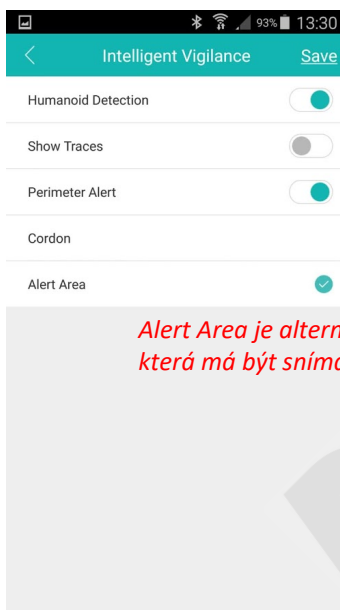 93% 13:30
Intelligent Vigilance Save
Humanoid Detection
Show Traces
Perimeter Alert
Cordon
Alert Area
Alert Area je
která má být